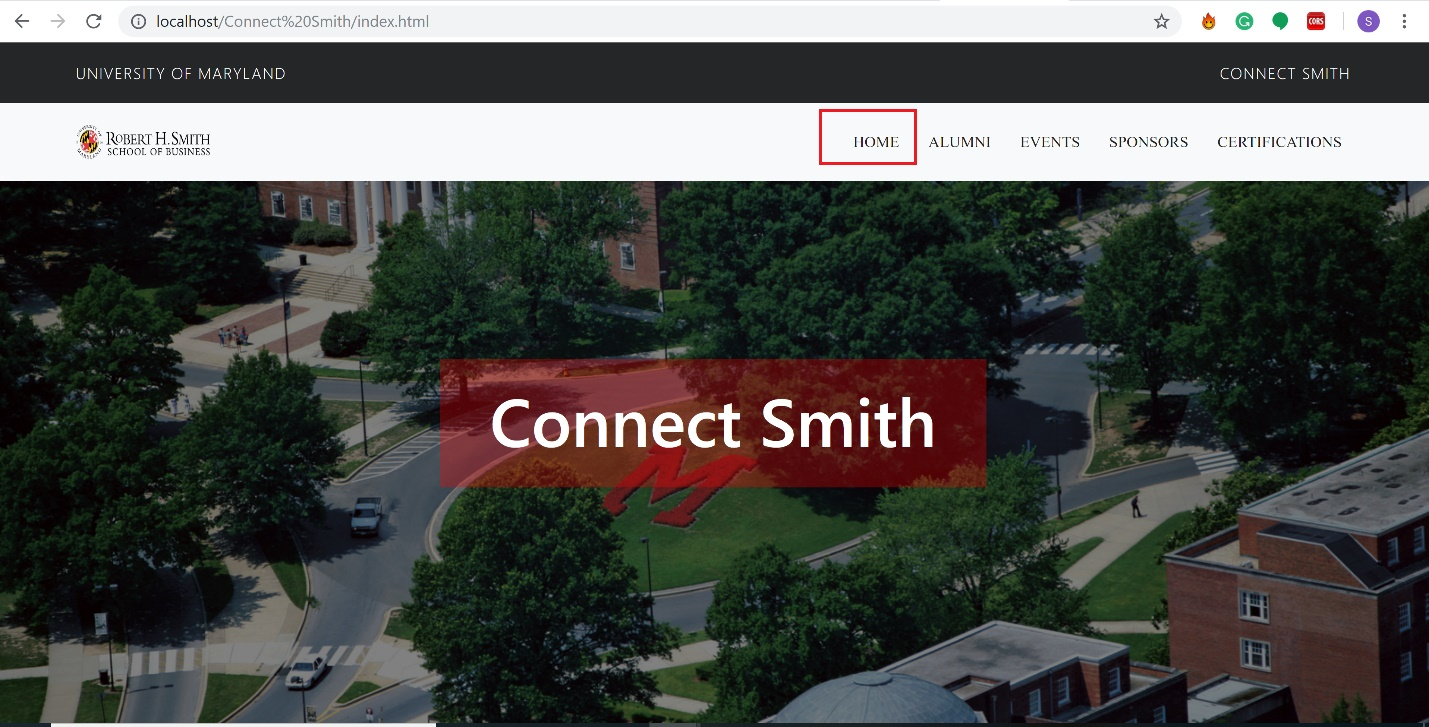 localhost/Connect%20Smith/index.html
CORS
S
UNIVERSITY OF MARYLAND
CONNECT SMITH
ROBERT H. SMITH
SCHOOL OF BUSINESS
HOME ALUMNI EVENTS SPONSORS CERTIFICATIONS
Connect Smith
M